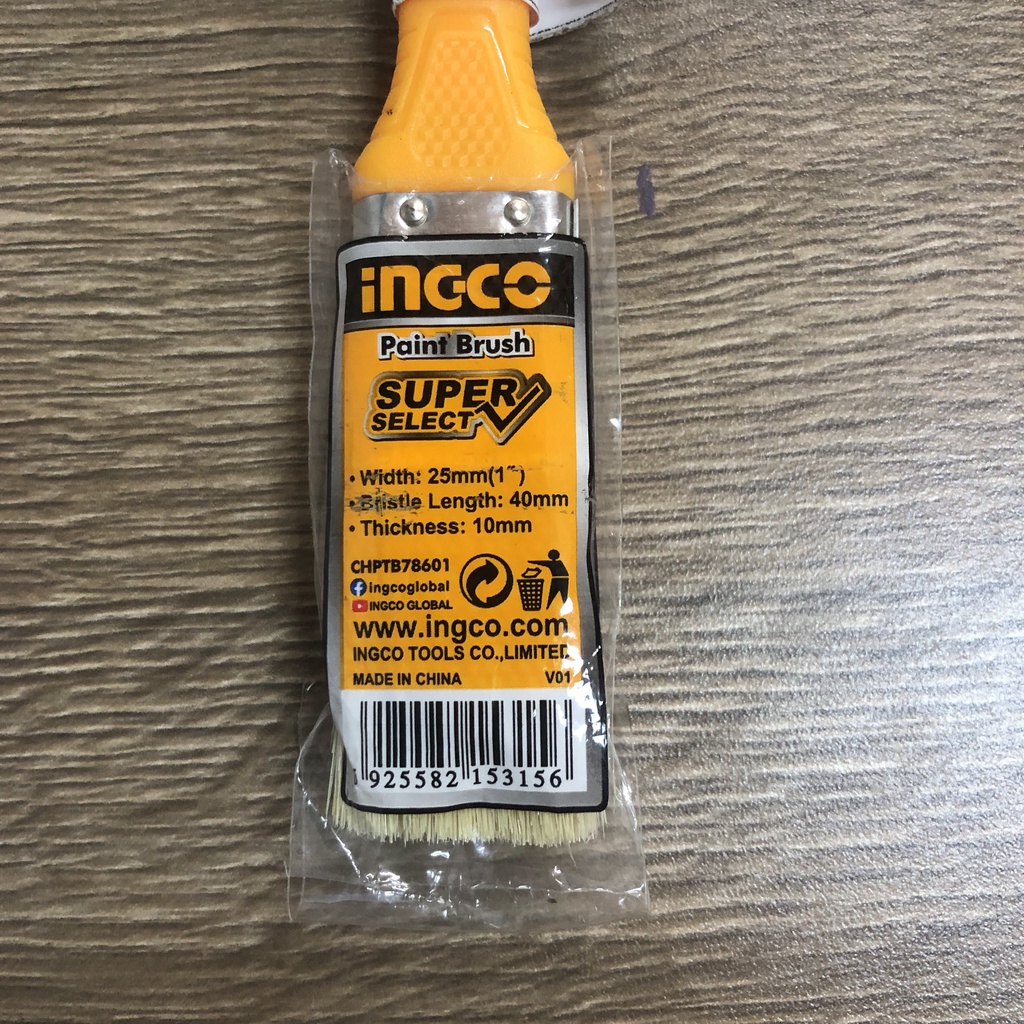 INGCO
Paint Brush
SUPER
SELECT
• Width: 25mm(1″)
• Bristle Length: 40mm
• Thickness: 10mm
CHPTB78601
ingcoglobal
INGCO GLOBAL
www.ingco.com
INGCO TOOLS CO.,LIMITED
MADE IN CHINA V01
925582 153156